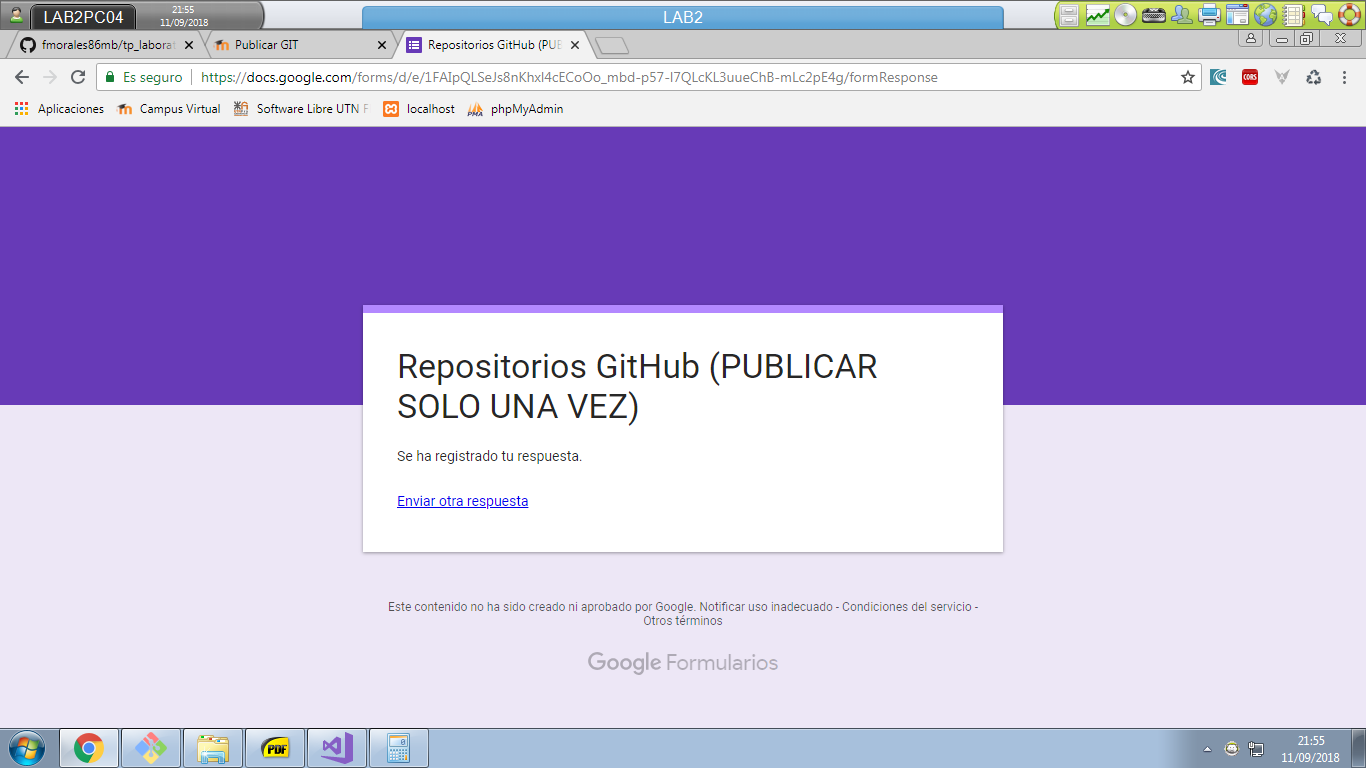 LAB2PC04
21:55
11/09/2018
LAB2
fmorales86mb/tp_laborat
Publicar GIT
Repositorios GitHub (PUB
Es seguro
https://docs.google.com/forms/d/e/1FAIpQLSeJs8nKhxl4cECoOo_mbd-p57-I7QLcKL3uueChB-mLc2pE4g/formResponse
CORS
Aplicaciones
Campus Virtual
Software Libre UTN F
localhost
PMA
phpMyAdmin
Repositorios GitHub (PUBLICAR
SOLO UNA VEZ)
Se ha registrado tu respuesta.
Enviar otra respuesta
Este contenido no ha sido creado ni aprobado por Google. Notificar uso inadecuado - Condiciones del servicio -
Otros términos
Google Formularios
PDF
21:55
11/09/2018